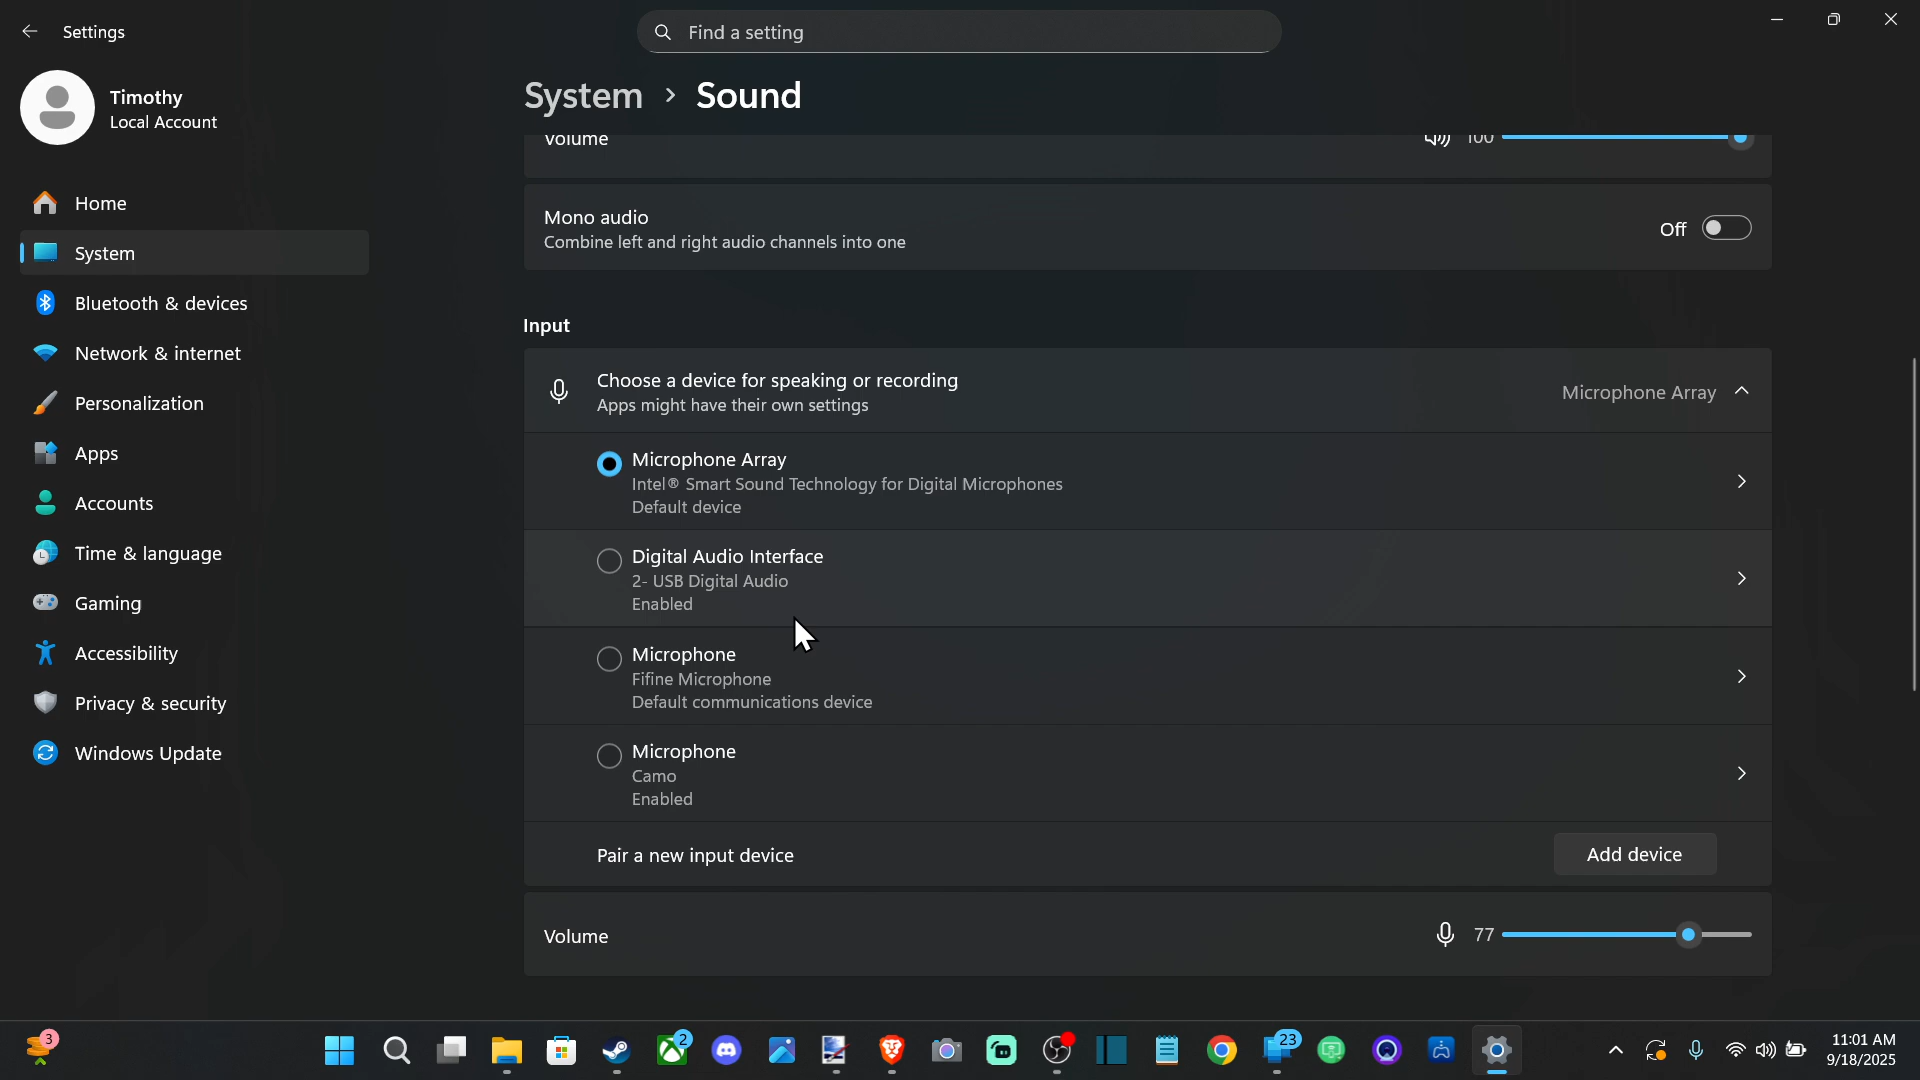 Settings
Find a setting
Timothy
Local Account
System > Sound
Home
System
Bluetooth & devices
Network & internet
Personalization
Apps
Accounts
Time & language
Gaming
Accessibility
Privacy & security
Windows Update
Volume
100
Mono audio
Combine left and right audio channels into one
Off
Input
Choose a device for speaking or recording
Apps might have their own settings
Microphone Array
Microphone Array
Intel® Smart Sound Technology for Digital Microphones
Default device
Digital Audio Interface
2- USB Digital Audio
Enabled
Microphone
Fifine Microphone
Default communications device
Microphone
Camo
Enabled
Pair a new input device
Add device
Volume
77
3
2
23
11:01 AM
9/18/2025